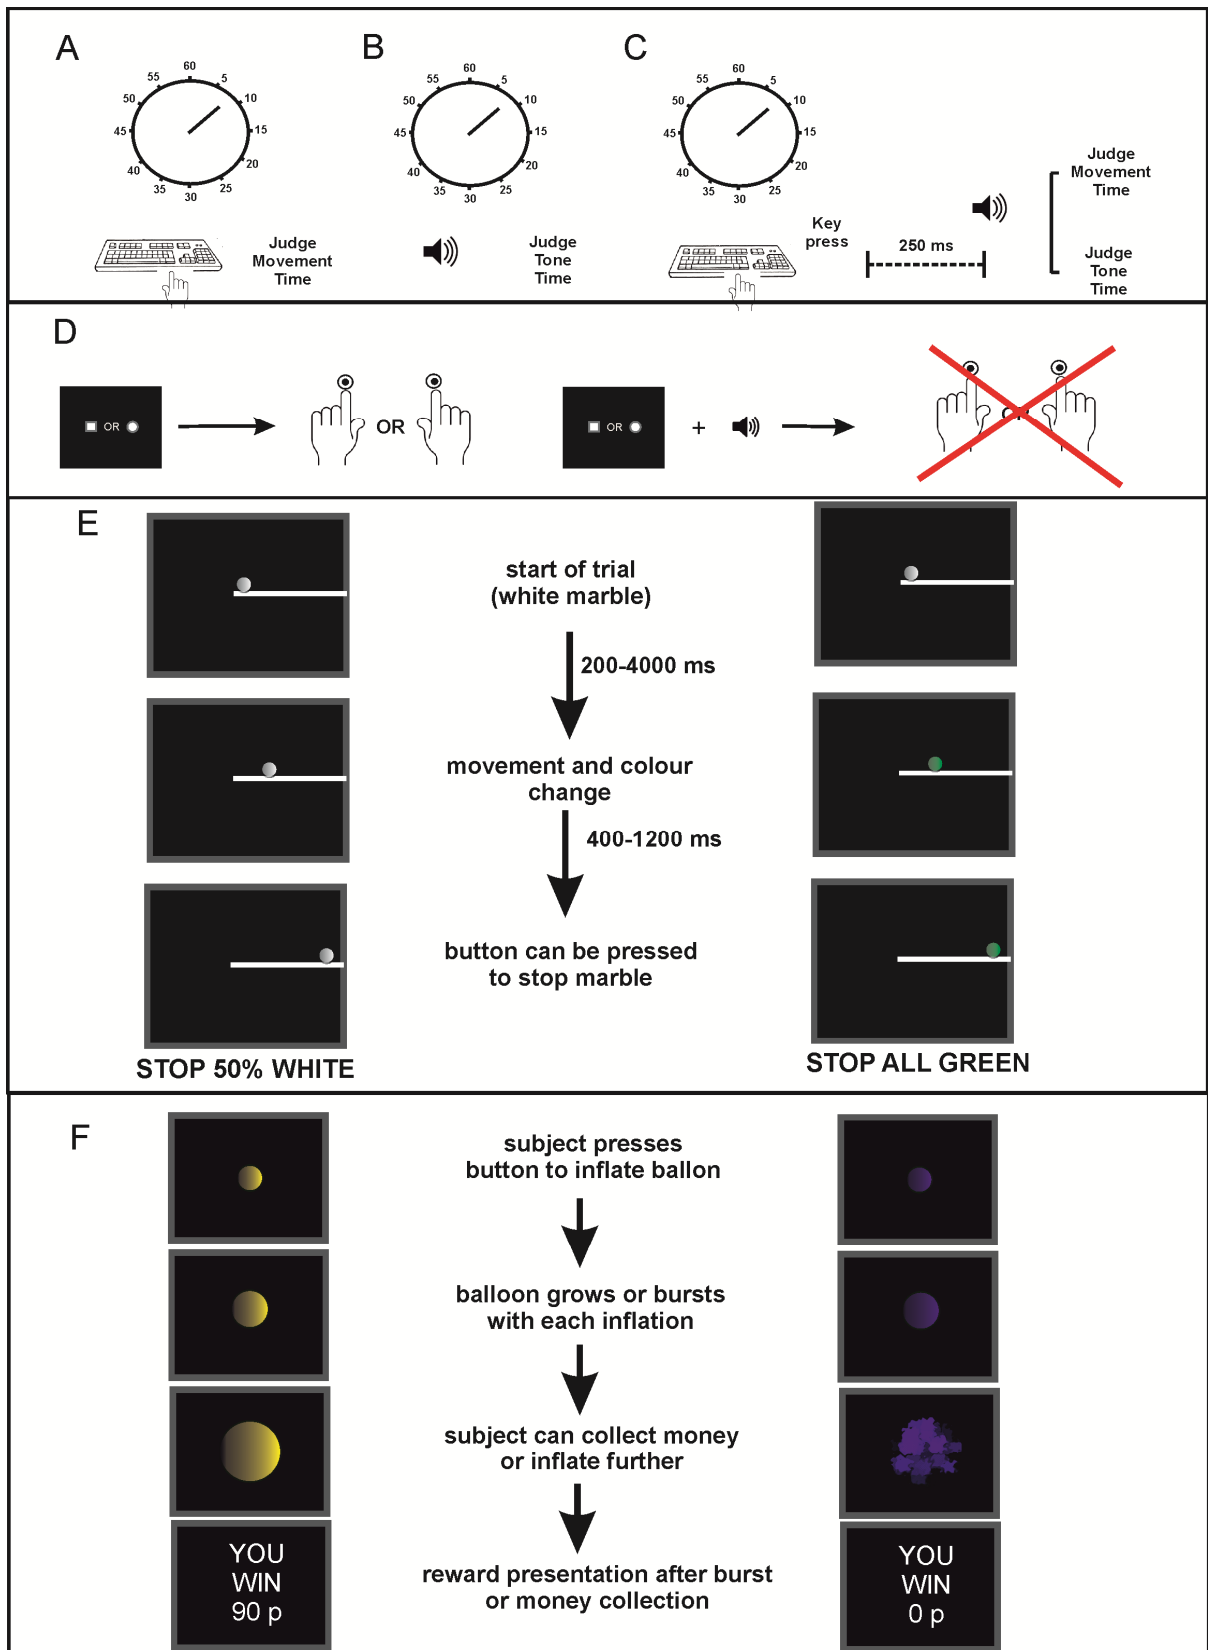 A
60
5
10
15
20
25
30
35
40
45
50
55
Judge
Movement
Time
B
60
5
10
15
20
25
30
35
40
45
50
55
Judge
Tone
Time
C
60
5
10
15
20
25
30
35
40
45
50
55
Key
press
250 ms
Judge
Movement
Time
Judge
Tone
Time
D
OR
OR
OR
+
E
start of trial
(white marble)
200-4000 ms
movement and colour
change
400-1200 ms
button can be pressed
to stop marble
STOP 50% WHITE
STOP ALL GREEN
F
subject presses
button to inflate ballon
balloon grows or bursts
with each inflation
subject can collect money
or inflate further
reward presentation after burst
or money collection
YOU
WIN
90 p
YOU
WIN
0 p